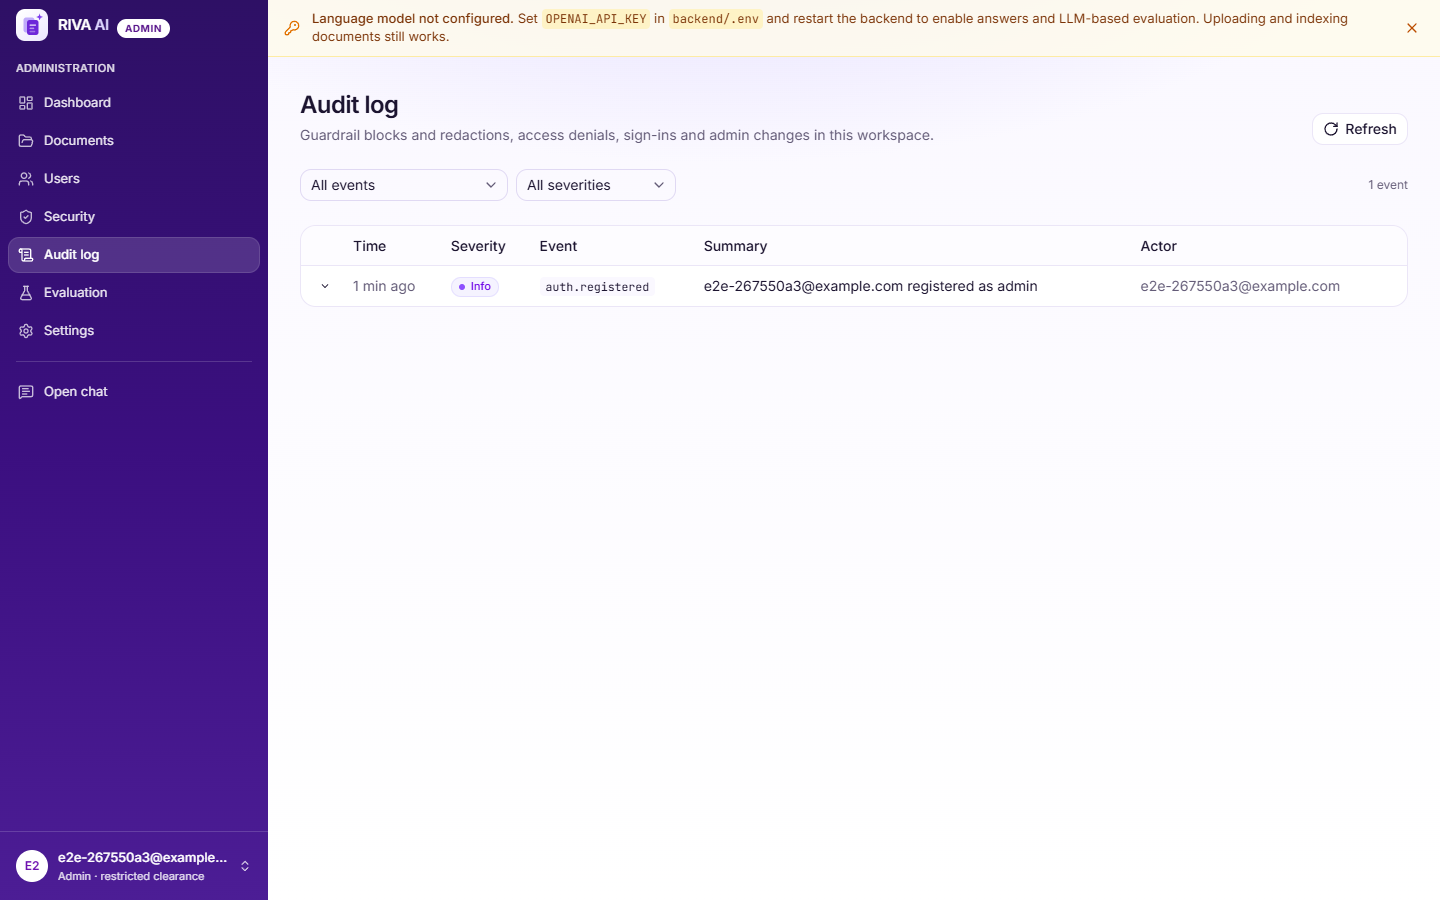 RIVA AI ADMIN
ADMINISTRATION
Dashboard
Documents
Users
Security
Audit log
Evaluation
Settings
Open chat
E2
e2e-267550a3@example...
Admin · restricted clearance
Language model not configured. Set OPENAI_API_KEY in backend/.env and restart the backend to enable answers and LLM-based evaluation. Uploading and indexing
documents still works.
Audit log
Guardrail blocks and redactions, access denials, sign-ins and admin changes in this workspace.
Refresh
All events All severities 1 event
Time Severity Event Summary Actor
1 min ago Info auth.registered e2e-267550a3@example.com registered as admin e2e-267550a3@example.com